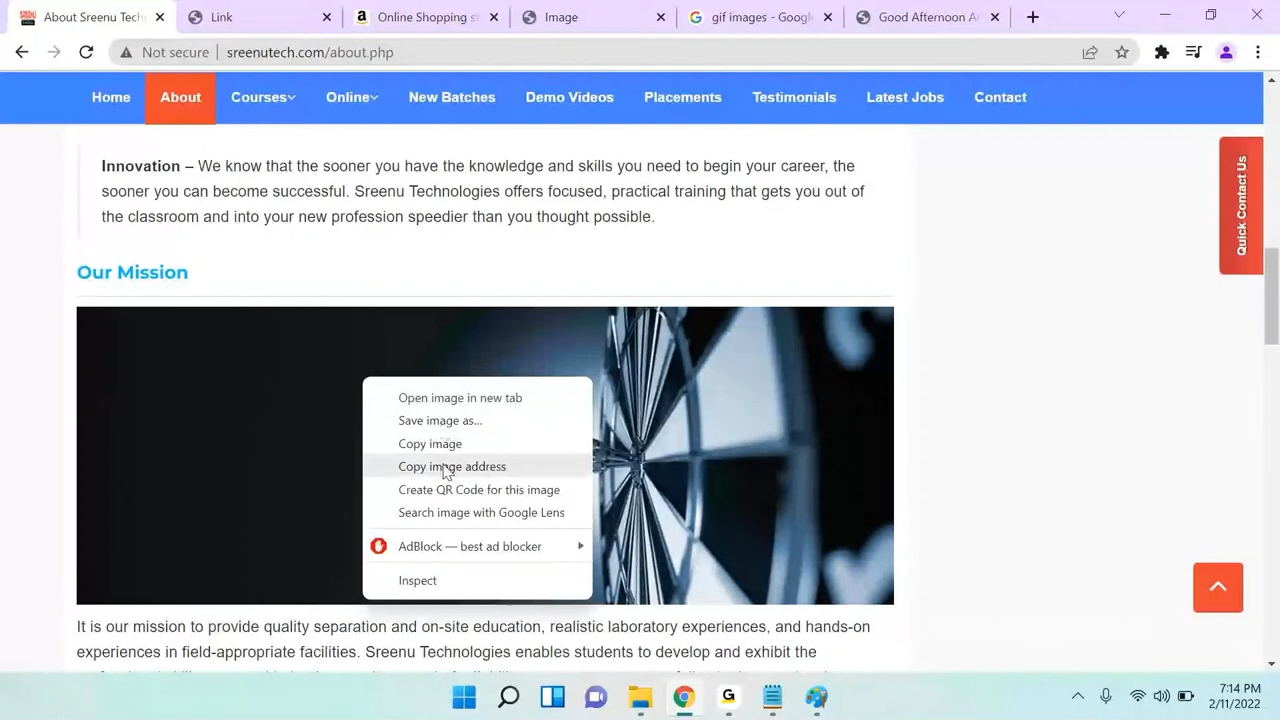 About Sreenu Tech
Link
Online Shopping s
Image
gif images - Google
Good Afternoon A
Not secure
sreenutech.com/about.php
Home
About
Courses
Online
New Batches
Demo Videos
Placements
Testimonials
Latest Jobs
Contact
Innovation – We know that the sooner you have the knowledge and skills you need to begin your career, the
sooner you can become successful. Sreenu Technologies offers focused, practical training that gets you out of
the classroom and into your new profession speedier than you thought possible.
Quick Contact Us
Our Mission
Open image in new tab
Save image as...
Copy image
Copy image address
Create QR Code for this image
Search image with Google Lens
AdBlock — best ad blocker
Inspect
It is our mission to provide quality separation and on-site education, realistic laboratory experiences, and hands-on
experiences in field-appropriate facilities. Sreenu Technologies enables students to develop and exhibit the
7:14 PM
2/11/2022